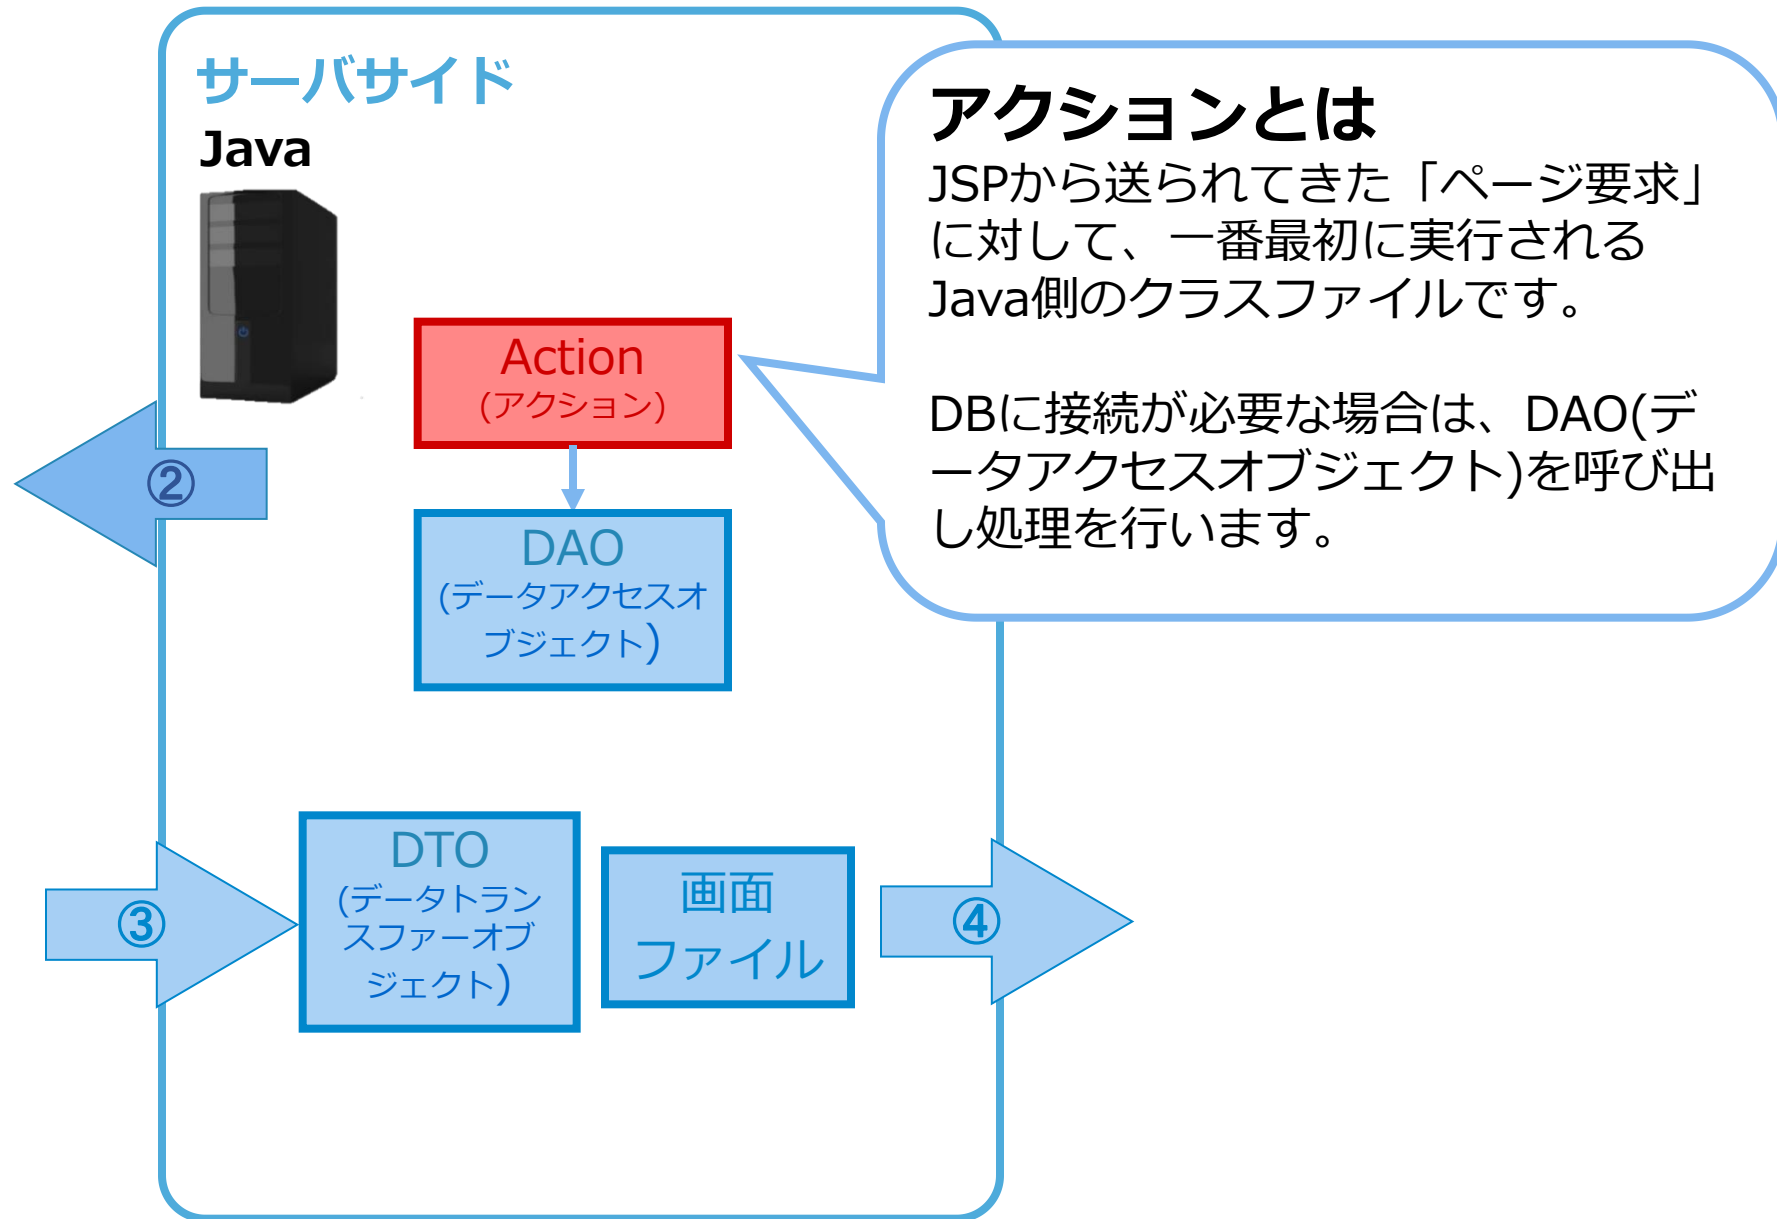 サーバサイド
Java
アクションとは
JSPから送られてきた「ページ要求」
に対して、一番最初に実行される
Java側のクラスファイルです。
DBに接続が必要な場合は、DAO(デ
ータアクセスオブジェクト)を呼び出
し処理を行います。
Action
(アクション)
②
DAO
(データアクセスオ
ブジェクト)
③
DTO
(データトラン
スファーオブ
ジェクト)
画面
ファイル
④